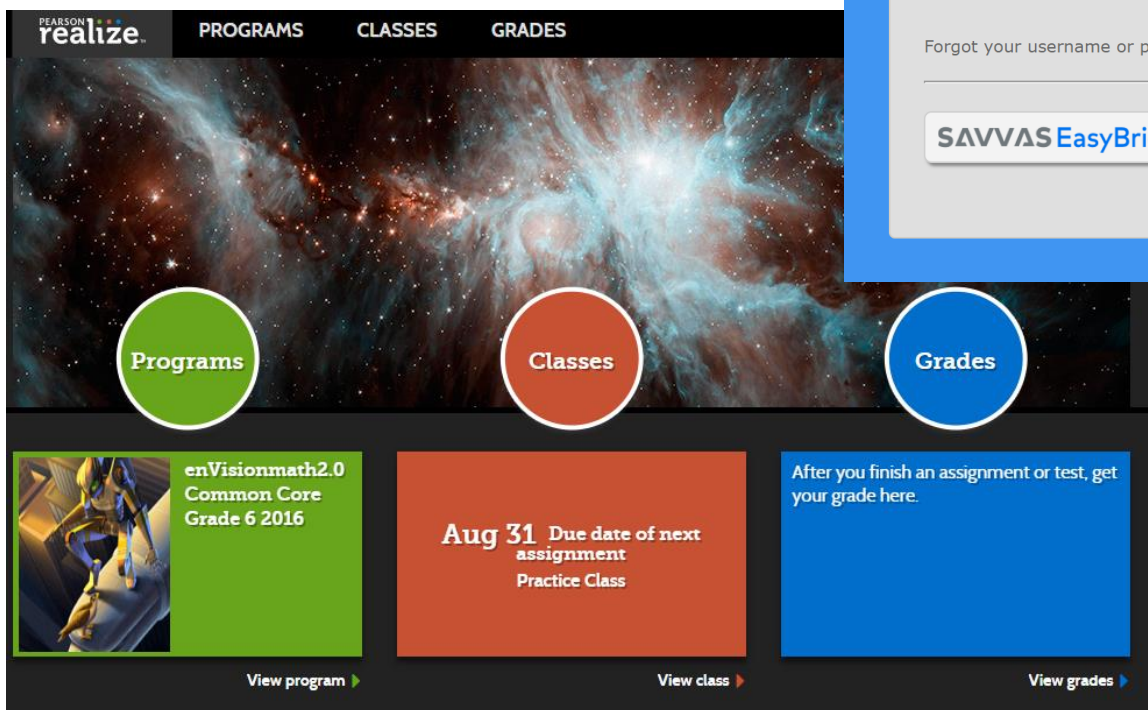 PEARSON
realize™
PROGRAMS CLASSES GRADES
Forgot your username or
SAVVAS
Programs
Classes
Grades
enVisionmath2.0
Common Core
Grade 6 2016
Aug 31 Due date of next
assignment
Practice Class
After you finish an assignment or test, get
your grade here.
View program
View class
View grades